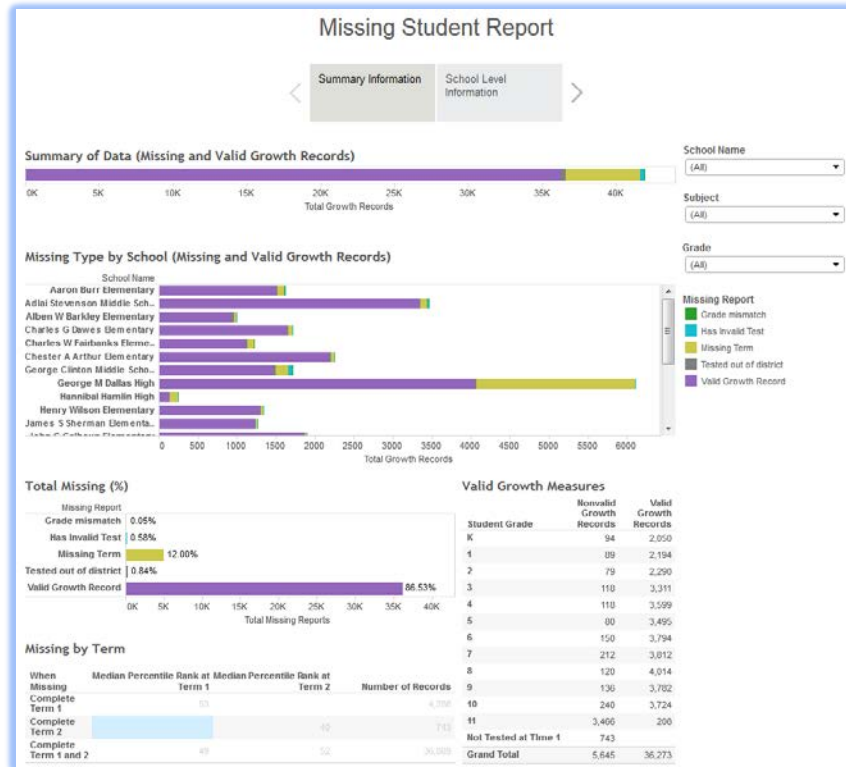 Missing Student Report
Summary Information
School Level
Information
Summary of Data (Missing and Valid Growth Records)
0K 5K 10K 15K 20K 25K 30K 35K 40K
Total Growth Records
School Name
(All)
Subject
(All)
Grade
(All)
Missing Type by School (Missing and Valid Growth Records)
School Name
Aaron Burr Elementary
Adlai Stevenson Middle Sch..
Alben W Barkley Elementary
Charles G Dawes Elementary
Charles W Fairbanks Eleme..
Chester A Arthur Elementary
George Clinton Middle Scho..
George M Dallas High
Hannibal Hamlin High
Henry Wilson Elementary
James S Sherman Elementa..
John C Calhoun Elementary
0 500 1000 1500 2000 2500 3000 3500 4000 4500 5000 5500 6000
Total Growth Records
Missing Report
Grade mismatch
Has Invalid Test
Missing Term
Tested out of district
Valid Growth Record
Total Missing (%)
Missing Report
Grade mismatch 0.05%
Has Invalid Test 0.58%
Missing Term 12.00%
Tested out of district 0.84%
Valid Growth Record 86.53%
0K 5K 10K 15K 20K 25K 30K 35K 40K
Total Missing Reports
Missing by Term
When Missing Median Percentile Rank at Term 1 Median Percentile Rank at Term 2 Number of Records
Complete Term 1
Complete Term 2 743
Complete Term 1 and 2 49 52
Valid Growth Measures
Student Grade Nonvalid Growth Records Valid Growth Records
K 94 2,050
1 89 2,194
2 79 2,290
3 3,311
4 3,599
5 80 3,495
6 150 3,794
7 212 3,812
8 120 4,014
9 136 3,782
10 240 3,724
11 3,466 208
Not Tested at Time 1 743
Grand Total 5,645 36,273